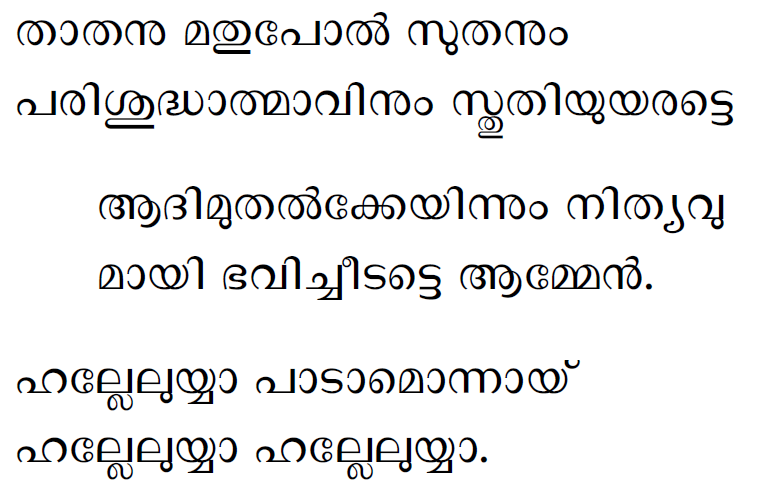 താതനു മതുപോൽ സുതനും
പരിശുദ്ധാത്മാവിനും സ്തുതിയുയരട്ടെ
ആദിമുതൽക്കേയിന്നും നിത്യവു
മായി ഭവിച്ചീടട്ടെ ആമ്മേൻ.
ഹല്ലേലുയ്യാ പാടാമൊന്നായ്
ഹല്ലേലുയ്യാ ഹല്ലേലുയ്യാ.